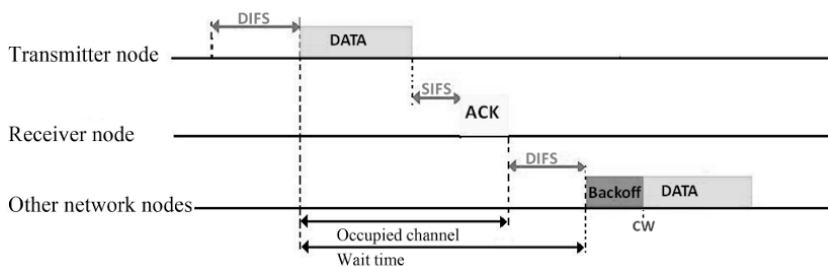 DIFS
DATA
Transmitter node
SIFS
ACK
Receiver node
DIFS
Backoff DATA
Other network nodes
CW
Occupied channel
Wait time